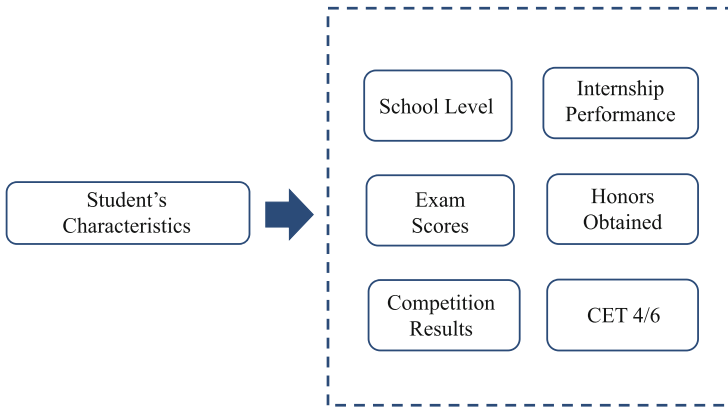 Student’s
Characteristics
School Level
Internship
Performance
Exam
Scores
Honors
Obtained
Competition
Results
CET 4/6